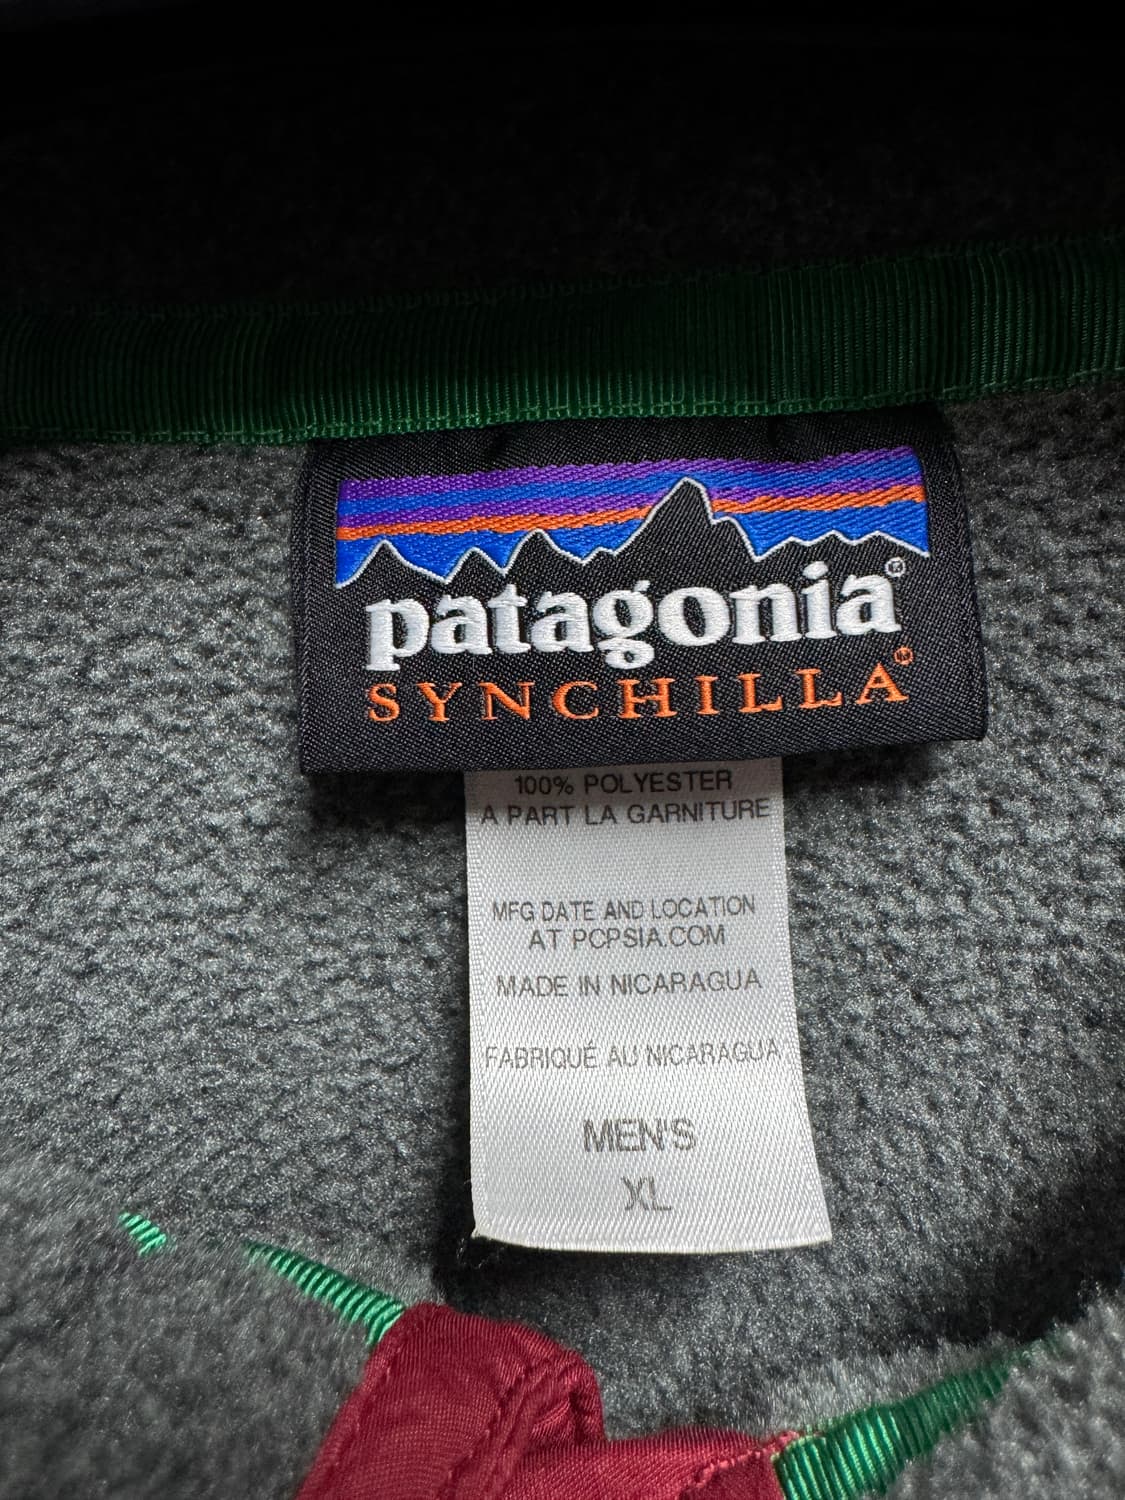 patagonia®
SYNCHILLA®
100% POLYESTER
A PART LA GARNITURE
MFG DATE AND LOCATION
AT PCPSIA.COM
MADE IN NICARAGUA
FABRIQUÉ AU NICARAGUA
MEN'S
XL